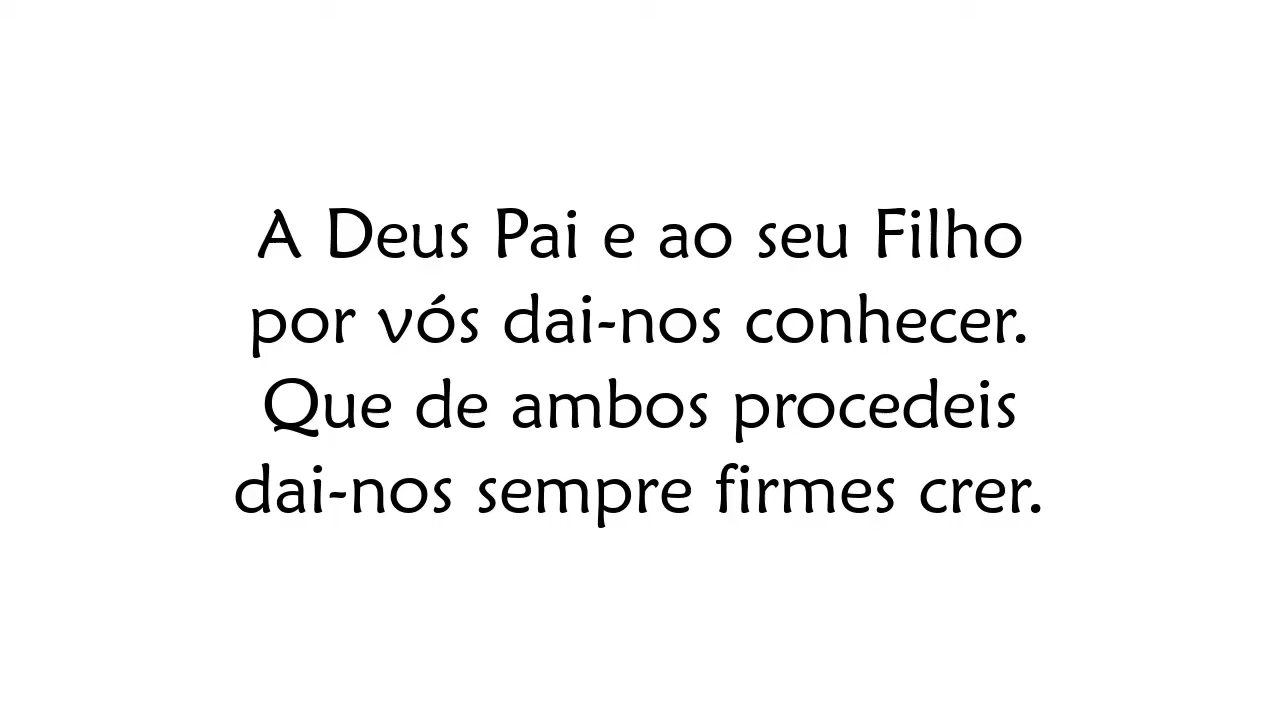 A Deus Pai e ao seu Filho
por vós dai-nos conhecer.
Que de ambos procedeis
dai-nos sempre firmes crer.